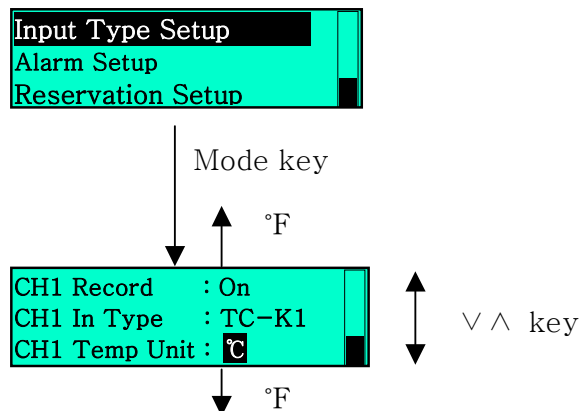 Input Type Setup
Alarm Setup
Reservation Setup
Mode key
℉
CH1 Record : On
CH1 In Type : TC-K1
CH1 Temp Unit : ℃
∨∧ key
℉